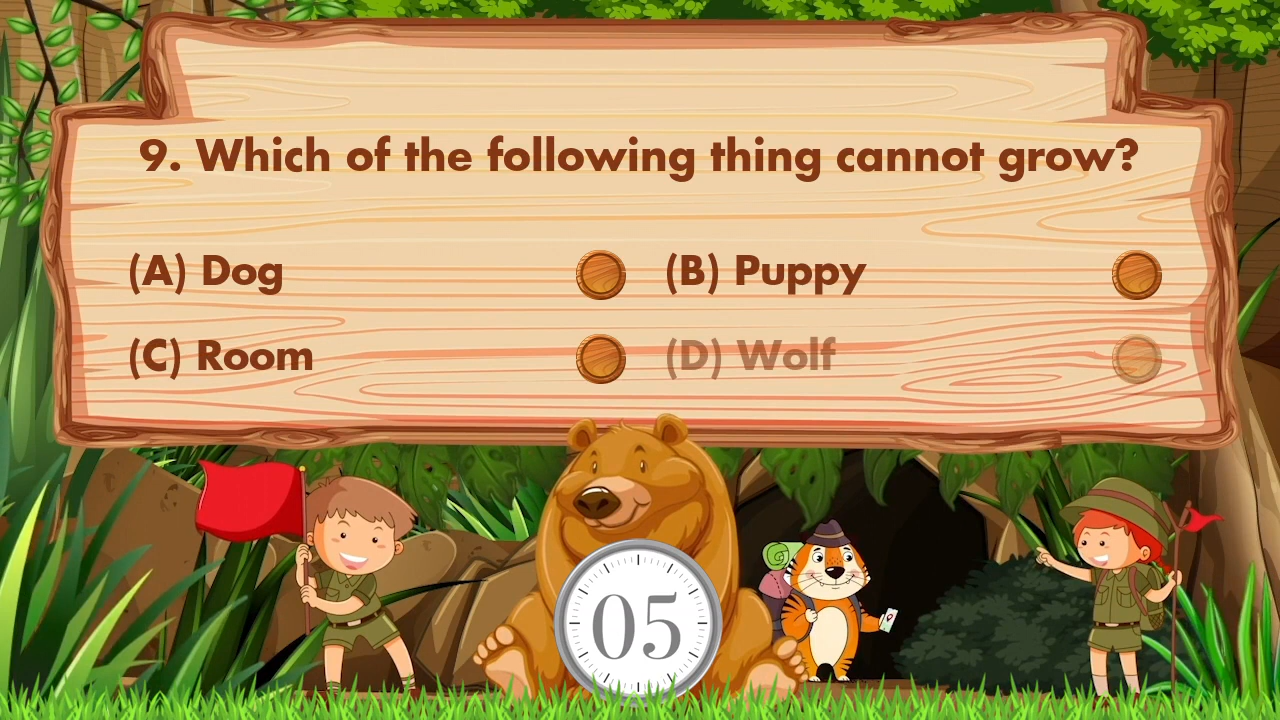 9. Which of the following thing cannot grow?
(A) Dog
(B) Puppy
(C) Room
(D) Wolf
05